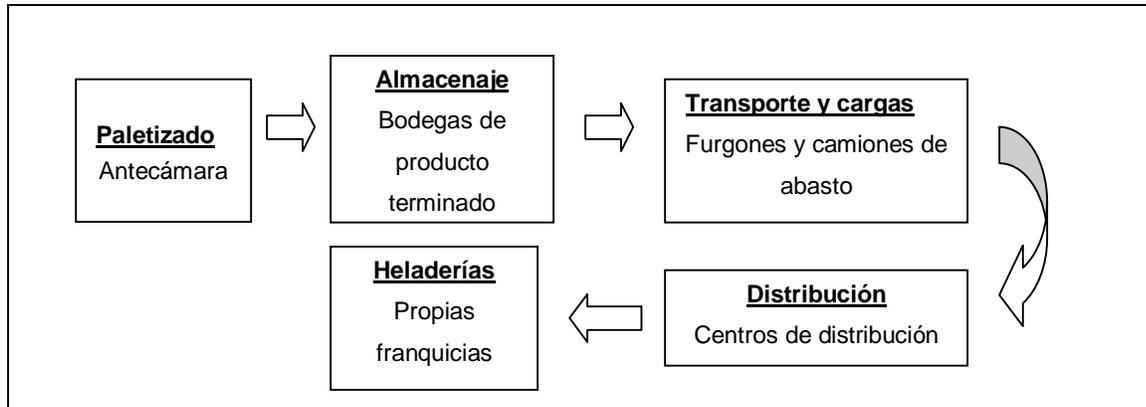 Paletizado
Antecámara
Almacenaje
Bodegas de
producto
terminado
Transporte y cargas
Furgones y camiones de
abasto
Distribución
Centros de distribución
Heladerías
Propias
franquicias